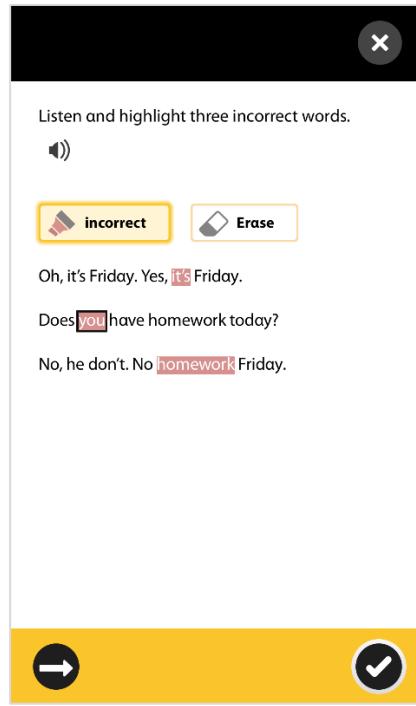 Listen and highlight three incorrect words.
incorrect Erase
Oh, it's Friday. Yes, it's Friday.
Does you have homework today?
No, he don't. No homework Friday.